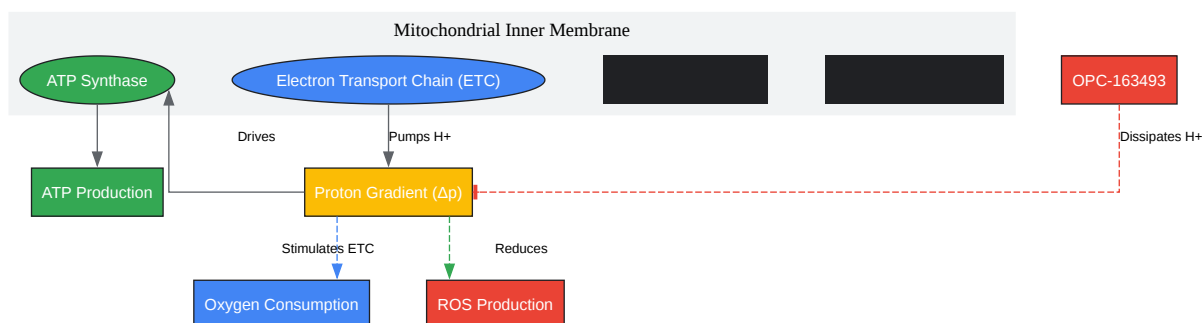 Mitochondrial Inner Membrane
ATP Synthase
Electron Transport Chain (ETC)
OPC-163493
Drives
Pumps H+
Dissipates H+
ATP Production
Proton Gradient (Δp)
Stimulates ETC
Reduces
Oxygen Consumption
ROS Production